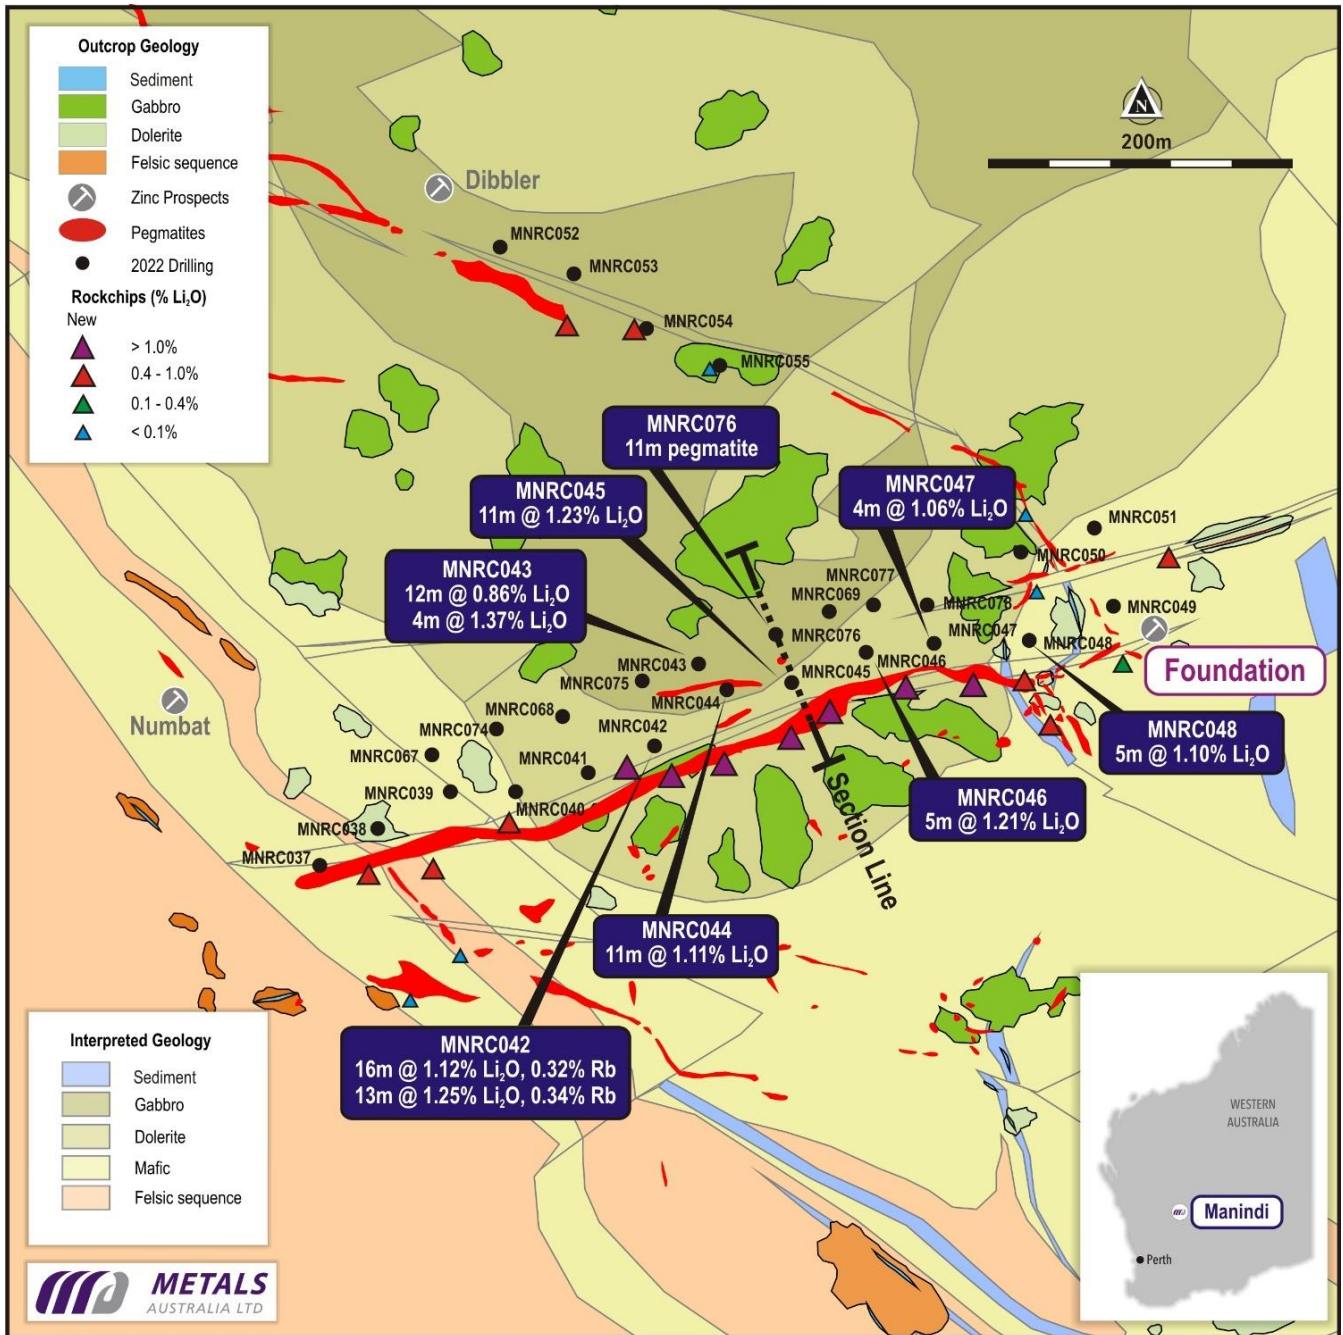 Outcrop Geology
Sediment
Gabbro
Dolerite
Felsic sequence
Zinc Prospects
Pegmatites
2022 Drilling
Rockchips (% Li₂O)
New
> 1.0%
0.4 - 1.0%
0.1 - 0.4%
< 0.1%
N
200m
Dibbler
MNRC052
MNRC053
MNRC054
MNRC055
MNRC076
11m pegmatite
MNRC045
11m @ 1.23% Li₂O
MNRC047
4m @ 1.06% Li₂O
MNRC043
12m @ 0.86% Li₂O
4m @ 1.37% Li₂O
MNRC051
MNRC050
MNRC077
MNRC069
MNRC078
MNRC049
MNRC076
MNRC047
MNRC048
MNRC043
MNRC045
MNRC046
MNRC075
MNRC044
Foundation
Numbat
MNRC068
MNRC074
MNRC042
MNRC067
MNRC041
MNRC039
MNRC040
MNRC038
MNRC037
Section Line
MNRC048
5m @ 1.10% Li₂O
MNRC046
5m @ 1.21% Li₂O
MNRC044
11m @ 1.11% Li₂O
MNRC042
16m @ 1.12% Li₂O, 0.32% Rb
13m @ 1.25% Li₂O, 0.34% Rb
Interpreted Geology
Sediment
Gabbro
Dolerite
Mafic
Felsic sequence
METALS
AUSTRALIA LTD
WESTERN
AUSTRALIA
Manindi
Perth